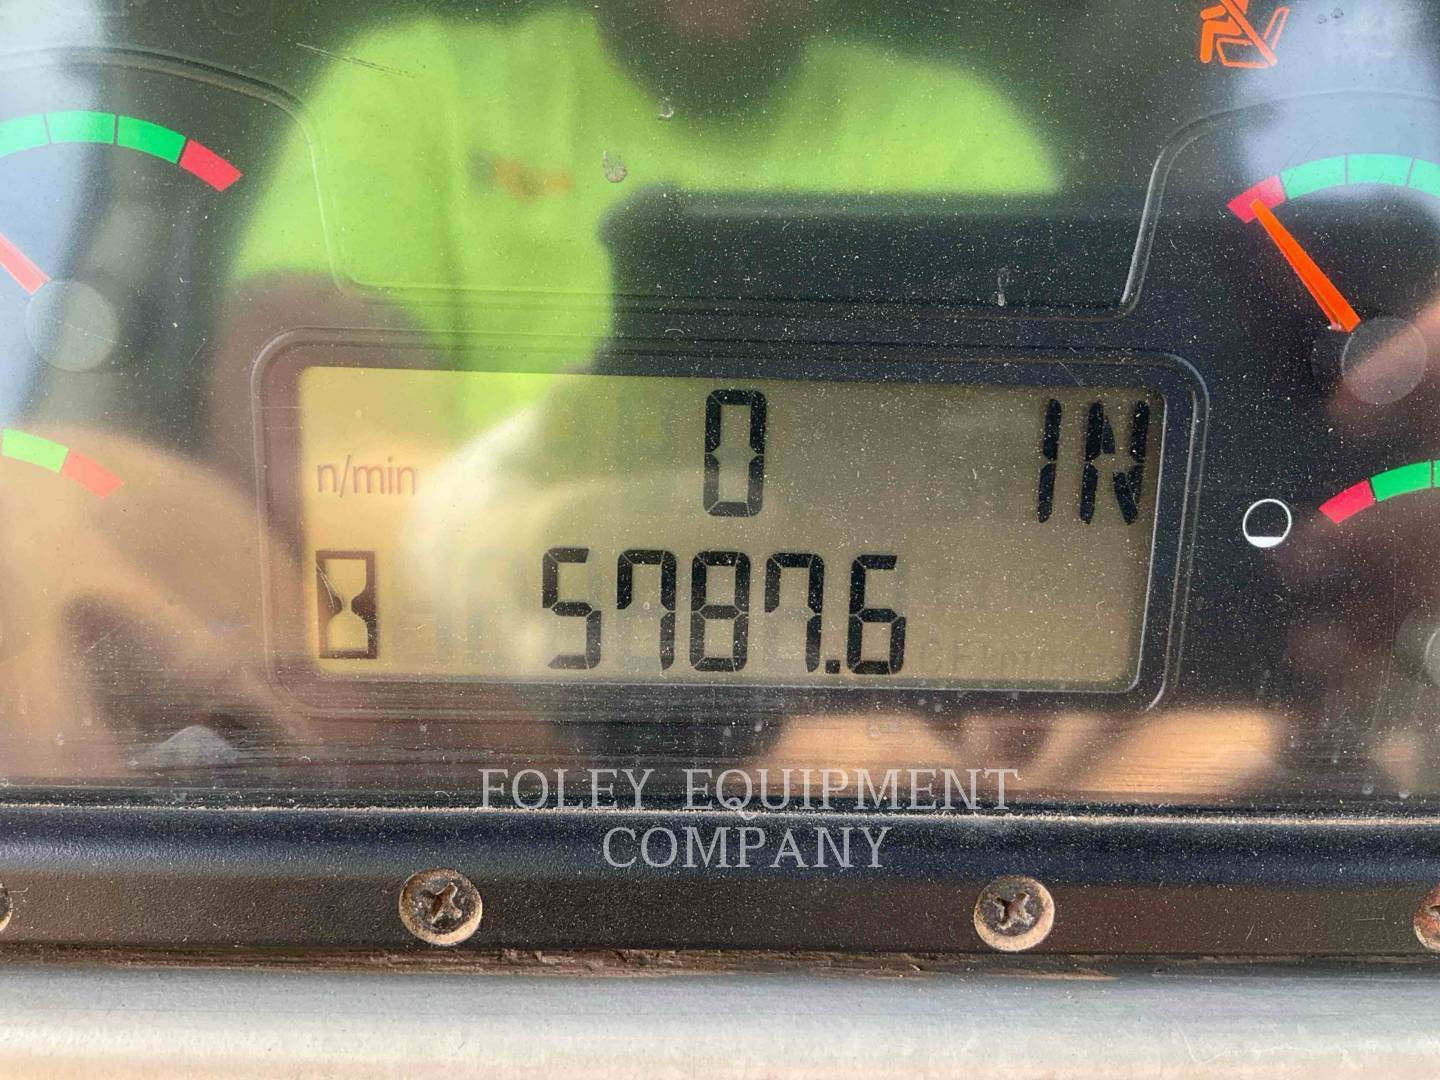 n/min 0 1N
5787.6
FOLEY EQUIPMENT
COMPANY